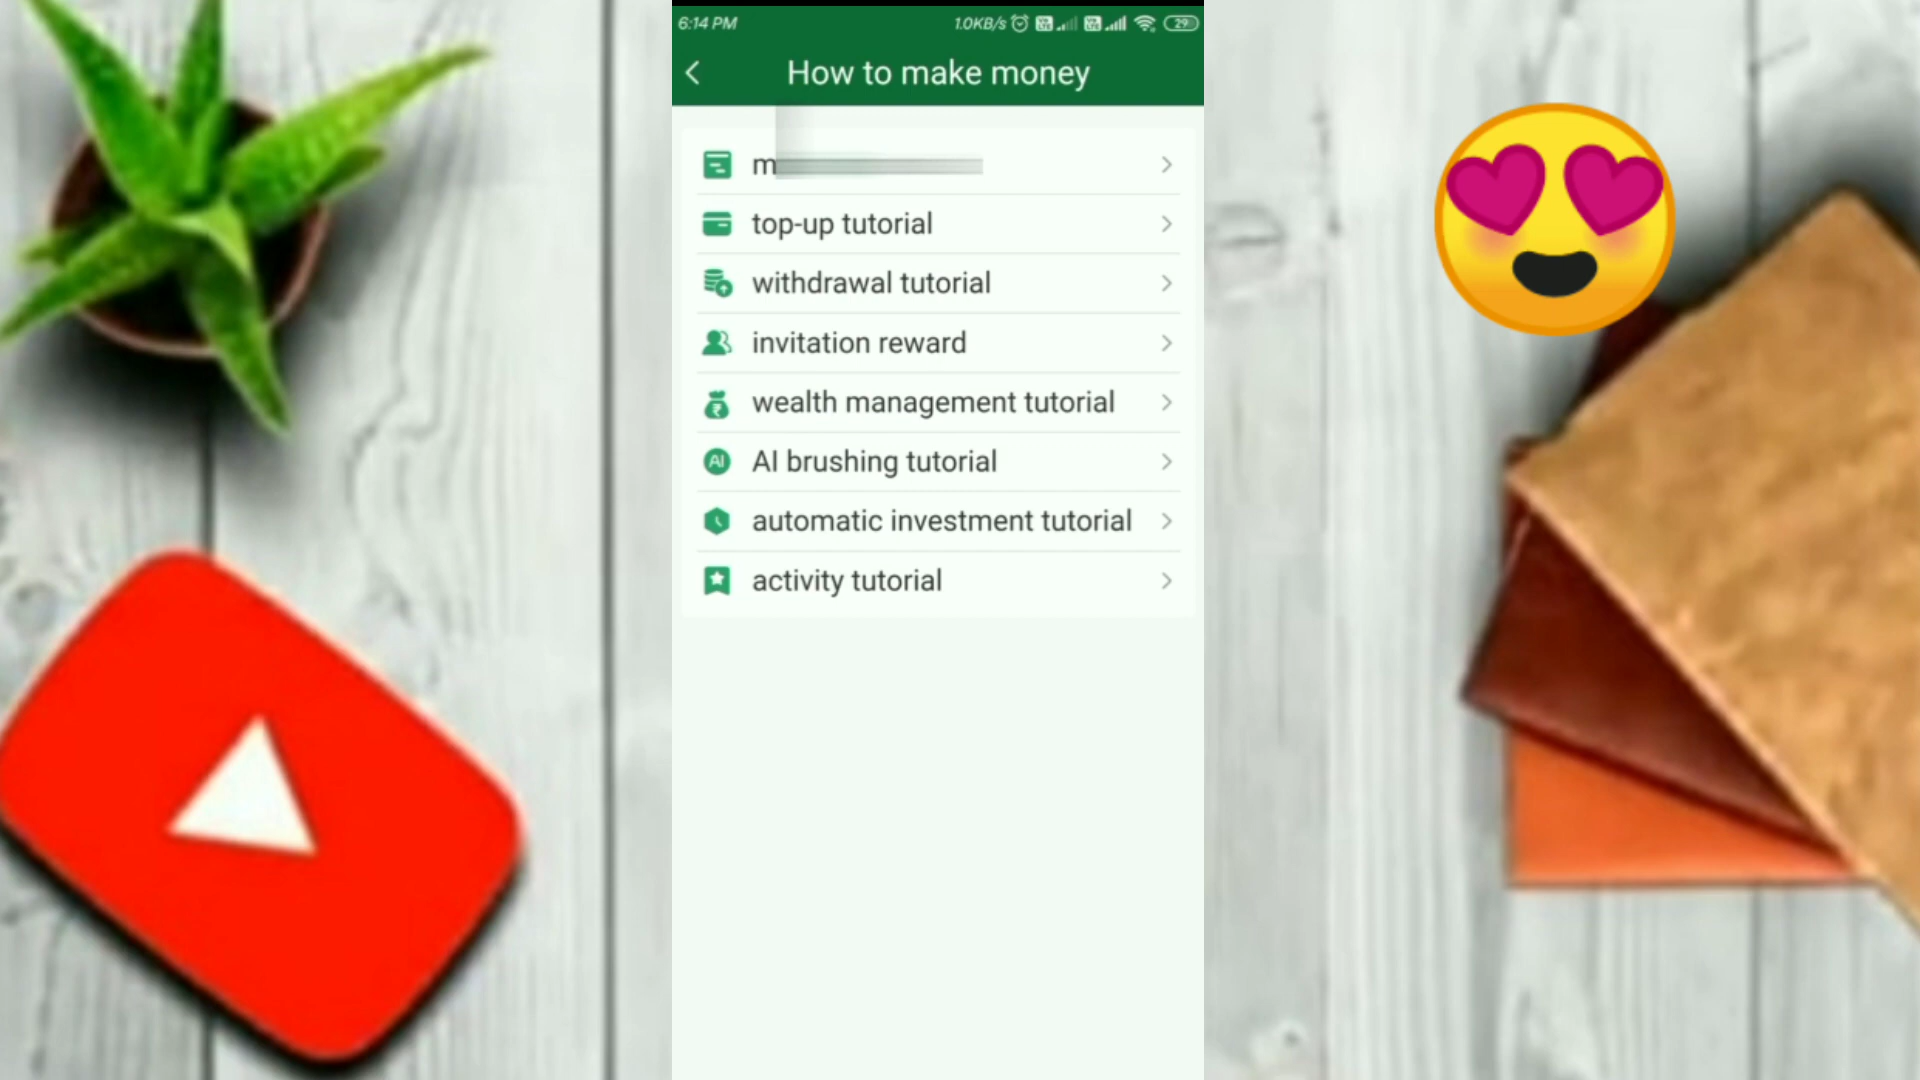 6:14 PM 1.0KB/s 29
How to make money
m
top-up tutorial
withdrawal tutorial
invitation reward
wealth management tutorial
AI brushing tutorial
automatic investment tutorial
activity tutorial